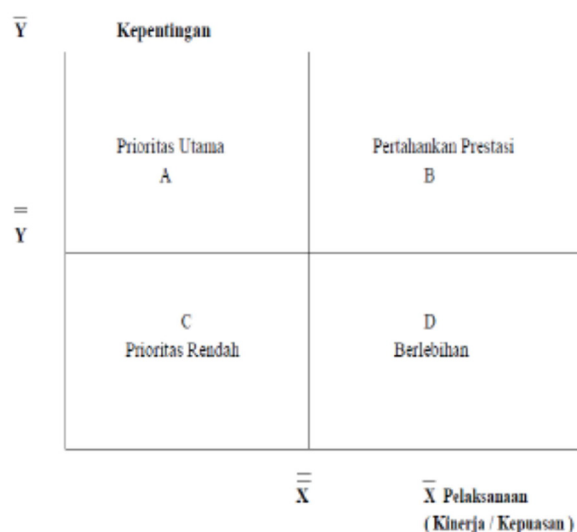 Y̅ Kepentingan
Prioritas Utama Pertahankan Prestasi
A B
Y̿
C D
Prioritas Rendah Berlebihan
X̿ X̅ Pelaksanaan
( Kinerja / Kepuasan )